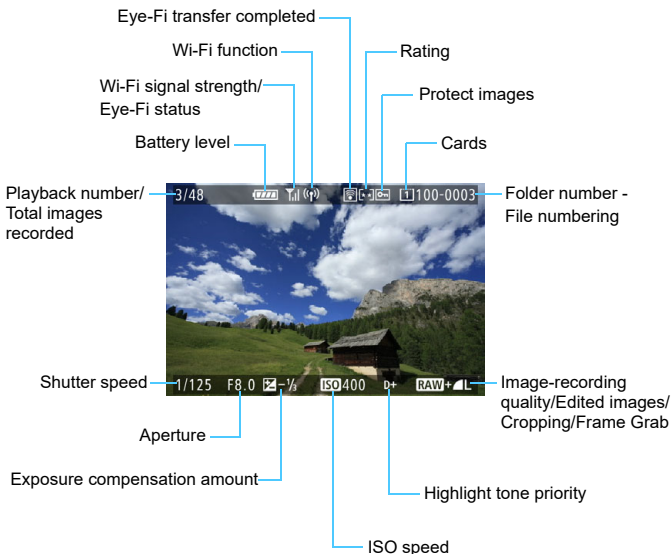 Eye-Fi transfer completed
Wi-Fi function
Rating
Wi-Fi signal strength/
Eye-Fi status
Protect images
Battery level
Cards
Playback number/
Total images
recorded
3/48
1 100-0003
Folder number -
File numbering
Shutter speed
1/125 F8.0 -⅓ ISO 400 D+ RAW+L
Image-recording
quality/Edited images/
Cropping/Frame Grab
Aperture
Exposure compensation amount
Highlight tone priority
ISO speed